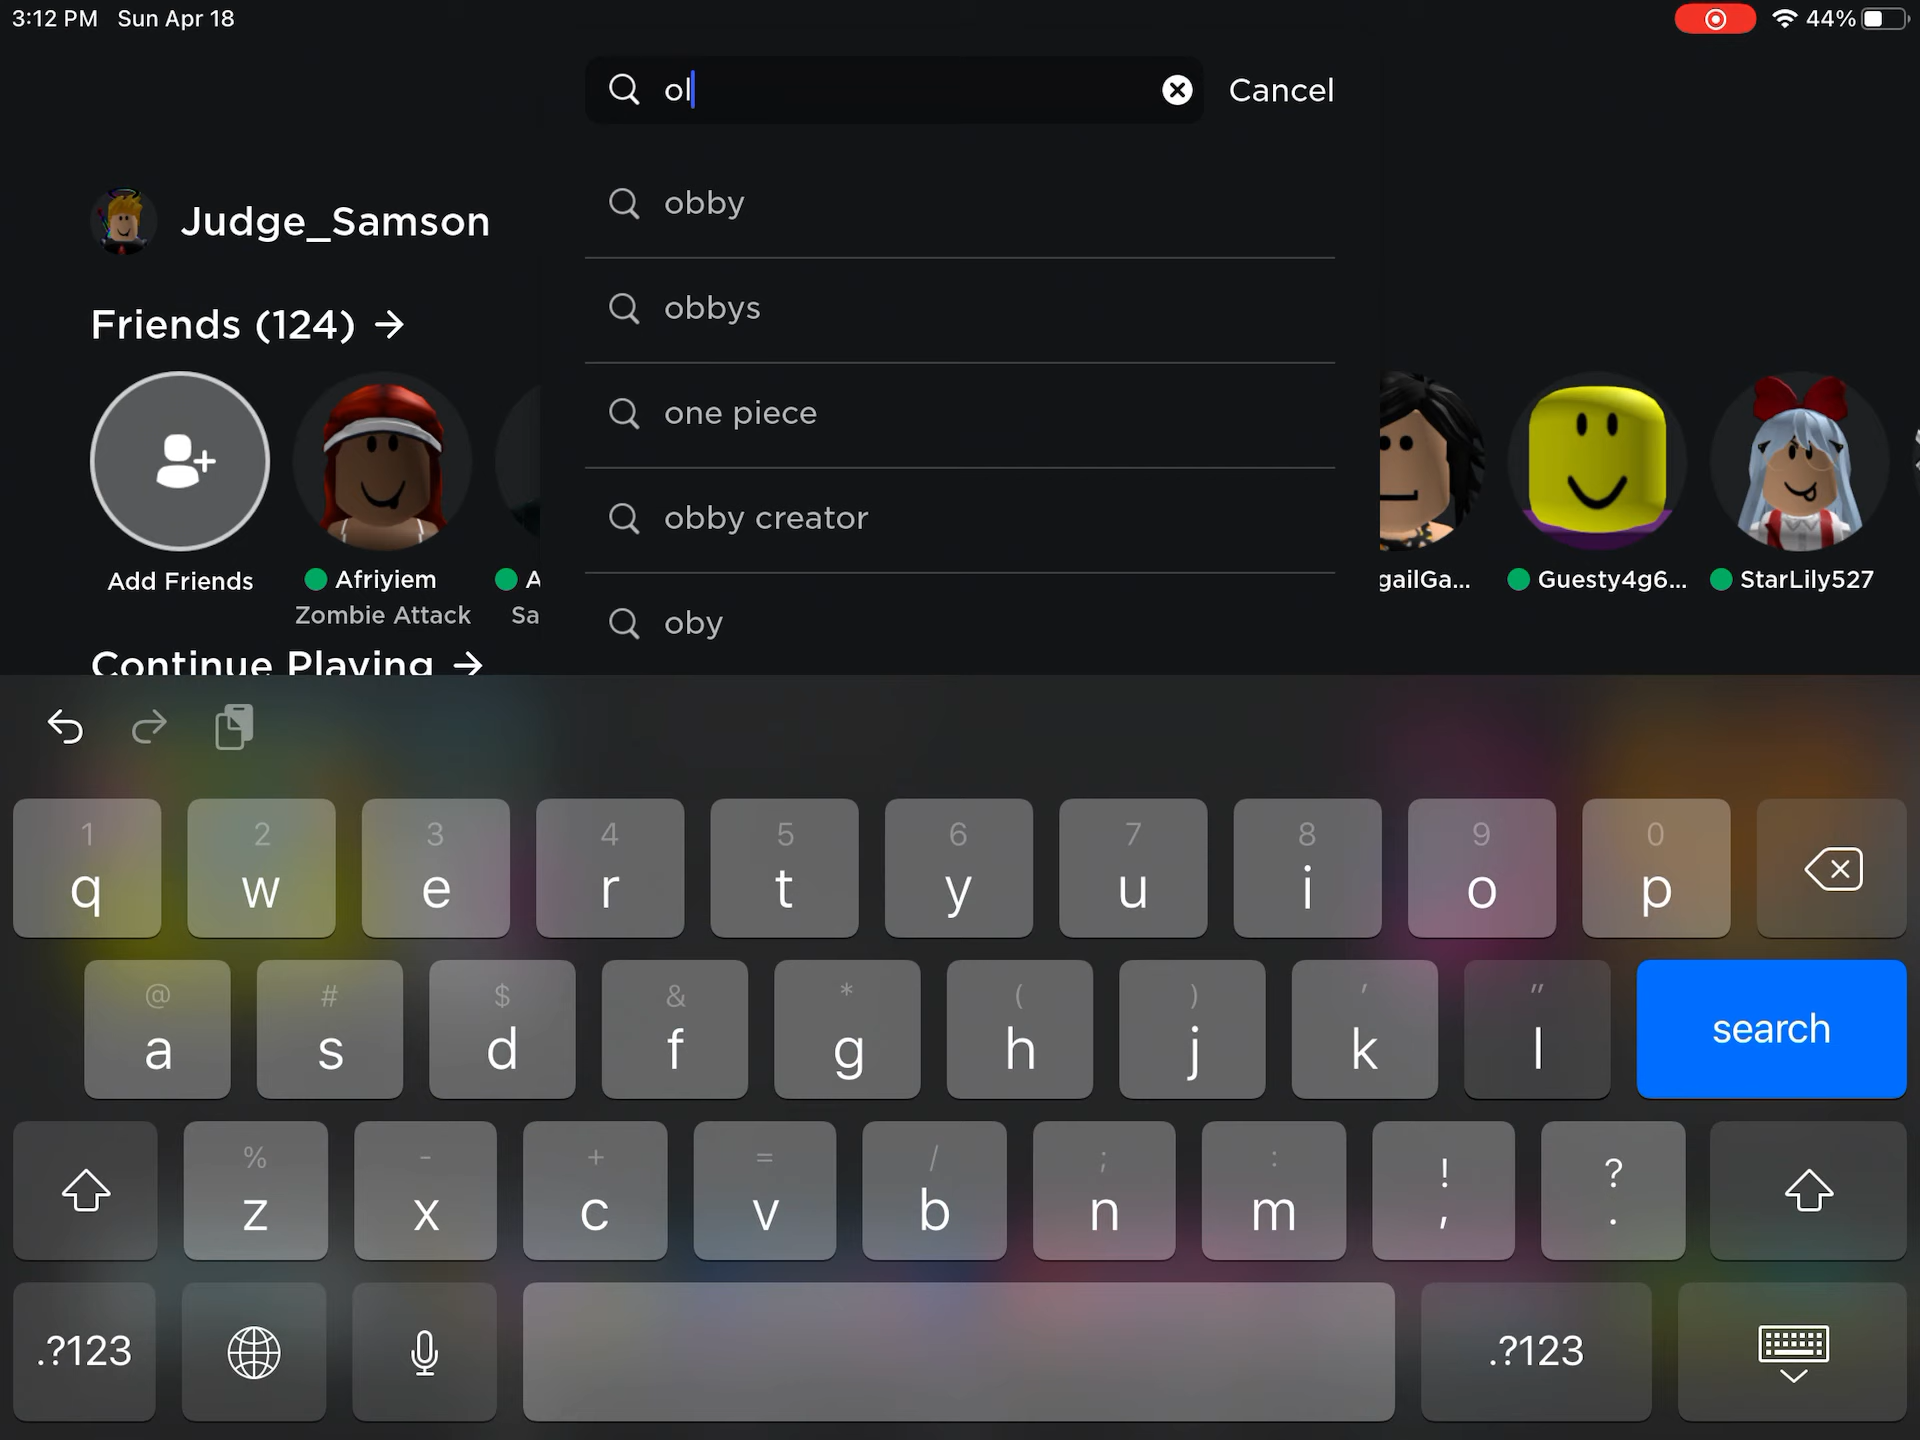 3:12 PM Sun Apr 18
44%
ol
Cancel
obby
Judge_Samson
obbys
Friends (124) →
one piece
obby creator
Add Friends
Afriyiem
A
gailGa...
Guesty4g6...
StarLily527
Zombie Attack
Sa
oby
Continue Playing →
1 2 3 4 5 6 7 8 9 0
q w e r t y u i o p
@ # $ & * ( ) ' "
a s d f g h j k l
search
% - + = / ; : ! ?
z x c v b n m , .
.?123
.?123